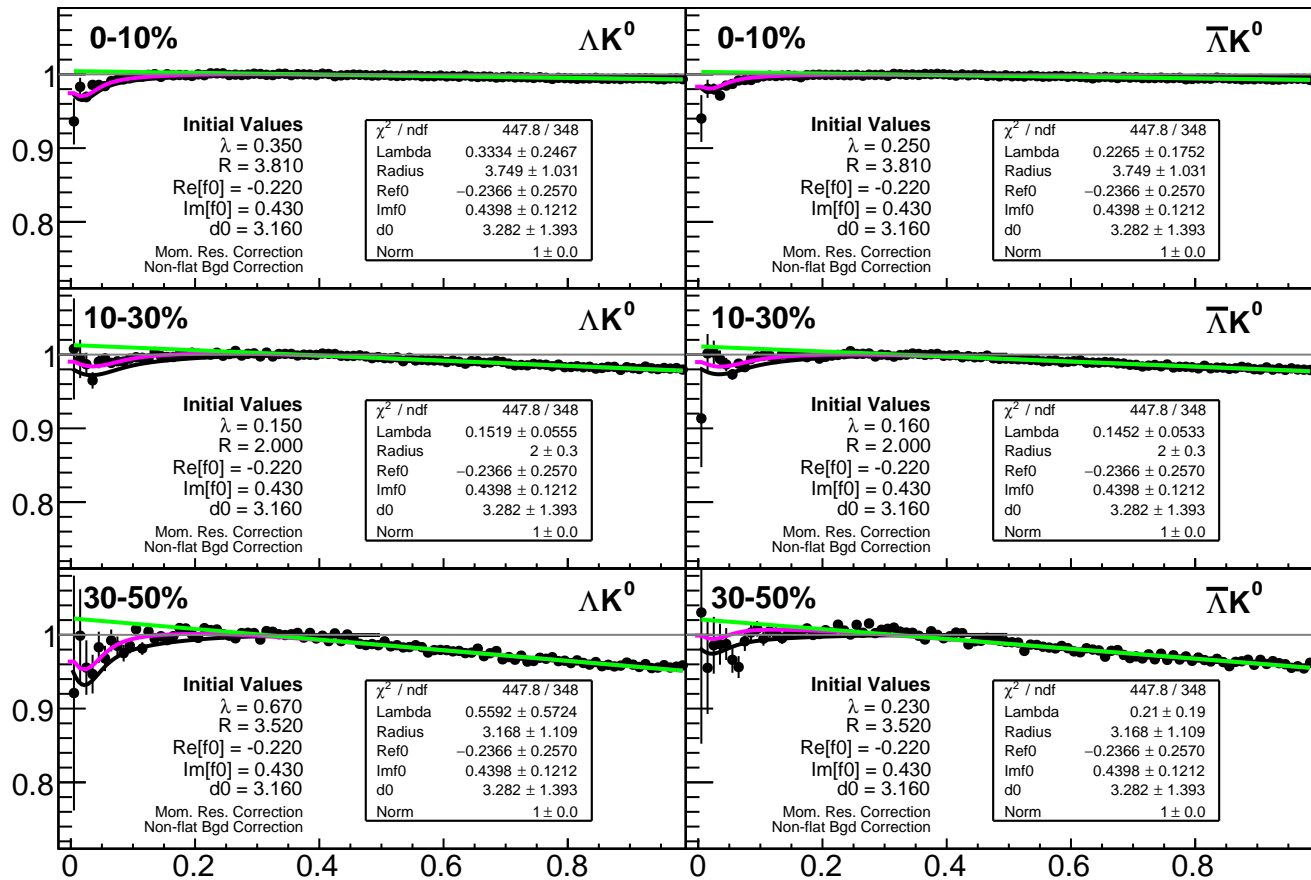 0-10% ΛK⁰
1
0.9
0.8
Initial Values
λ = 0.350
R = 3.810
Re[f0] = -0.220
Im[f0] = 0.430
d0 = 3.160
Mom. Res. Correction
Non-flat Bgd Correction
χ² / ndf 447.8 / 348
Lambda 0.3334 ± 0.2467
Radius 3.749 ± 1.031
Ref0 −0.2366 ± 0.2570
Imf0 0.4398 ± 0.1212
d0 3.282 ± 1.393
Norm 1 ± 0.0
0-10% Λ̅K⁰
Initial Values
λ = 0.250
R = 3.810
Re[f0] = -0.220
Im[f0] = 0.430
d0 = 3.160
Mom. Res. Correction
Non-flat Bgd Correction
χ² / ndf 447.8 / 348
Lambda 0.2265 ± 0.1752
Radius 3.749 ± 1.031
Ref0 −0.2366 ± 0.2570
Imf0 0.4398 ± 0.1212
d0 3.282 ± 1.393
Norm 1 ± 0.0
10-30% ΛK⁰
1
0.9
0.8
Initial Values
λ = 0.150
R = 2.000
Re[f0] = -0.220
Im[f0] = 0.430
d0 = 3.160
Mom. Res. Correction
Non-flat Bgd Correction
χ² / ndf 447.8 / 348
Lambda 0.1519 ± 0.0555
Radius 2 ± 0.3
Ref0 −0.2366 ± 0.2570
Imf0 0.4398 ± 0.1212
d0 3.282 ± 1.393
Norm 1 ± 0.0
10-30% Λ̅K⁰
Initial Values
λ = 0.160
R = 2.000
Re[f0] = -0.220
Im[f0] = 0.430
d0 = 3.160
Mom. Res. Correction
Non-flat Bgd Correction
χ² / ndf 447.8 / 348
Lambda 0.1452 ± 0.0533
Radius 2 ± 0.3
Ref0 −0.2366 ± 0.2570
Imf0 0.4398 ± 0.1212
d0 3.282 ± 1.393
Norm 1 ± 0.0
30-50% ΛK⁰
1
0.9
0.8
Initial Values
λ = 0.670
R = 3.520
Re[f0] = -0.220
Im[f0] = 0.430
d0 = 3.160
Mom. Res. Correction
Non-flat Bgd Correction
χ² / ndf 447.8 / 348
Lambda 0.5592 ± 0.5724
Radius 3.168 ± 1.109
Ref0 −0.2366 ± 0.2570
Imf0 0.4398 ± 0.1212
d0 3.282 ± 1.393
Norm 1 ± 0.0
30-50% Λ̅K⁰
Initial Values
λ = 0.230
R = 3.520
Re[f0] = -0.220
Im[f0] = 0.430
d0 = 3.160
Mom. Res. Correction
Non-flat Bgd Correction
χ² / ndf 447.8 / 348
Lambda 0.21 ± 0.19
Radius 3.168 ± 1.109
Ref0 −0.2366 ± 0.2570
Imf0 0.4398 ± 0.1212
d0 3.282 ± 1.393
Norm 1 ± 0.0
0 0.2 0.4 0.6 0.8 0 0.2 0.4 0.6 0.8